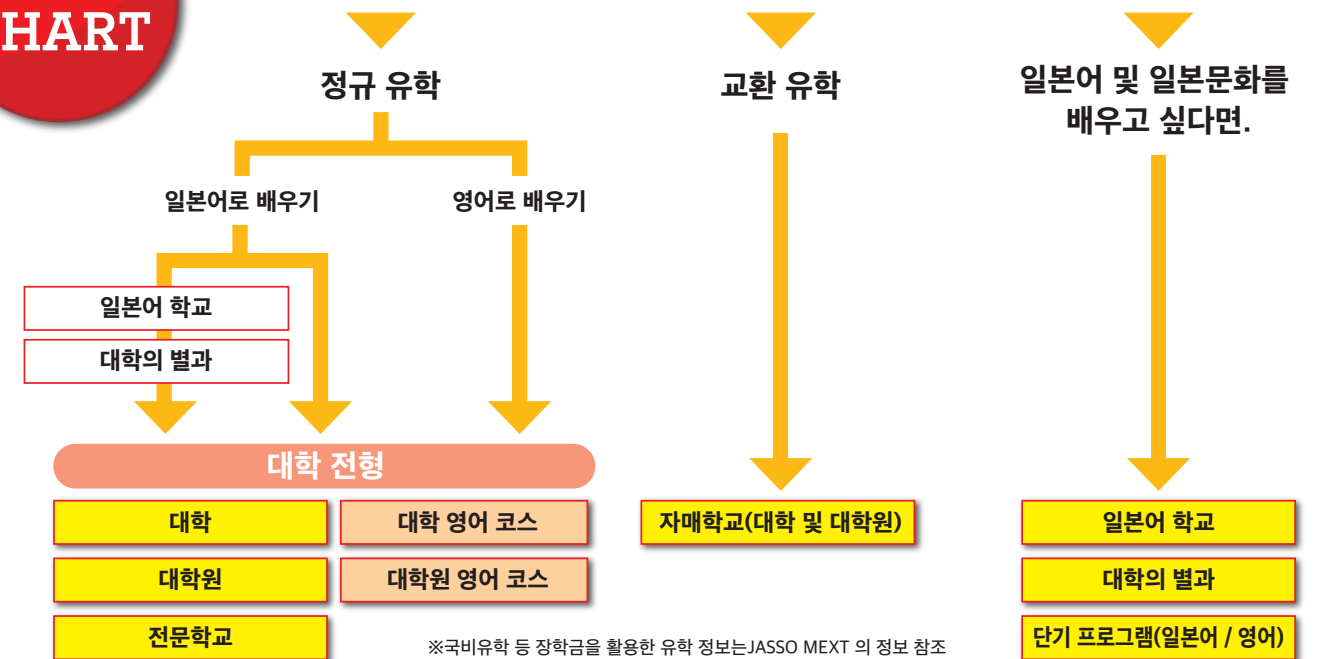 HART
정규 유학
교환 유학
일본어 및 일본문화를
배우고 싶다면.
일본어로 배우기
영어로 배우기
일본어 학교
대학의 별과
대학 전형
대학
대학 영어 코스
자매학교(대학 및 대학원)
일본어 학교
대학원
대학원 영어 코스
대학의 별과
전문학교
단기 프로그램(일본어 / 영어)
※국비유학 등 장학금을 활용한 유학 정보는JASSO MEXT 의 정보 참조